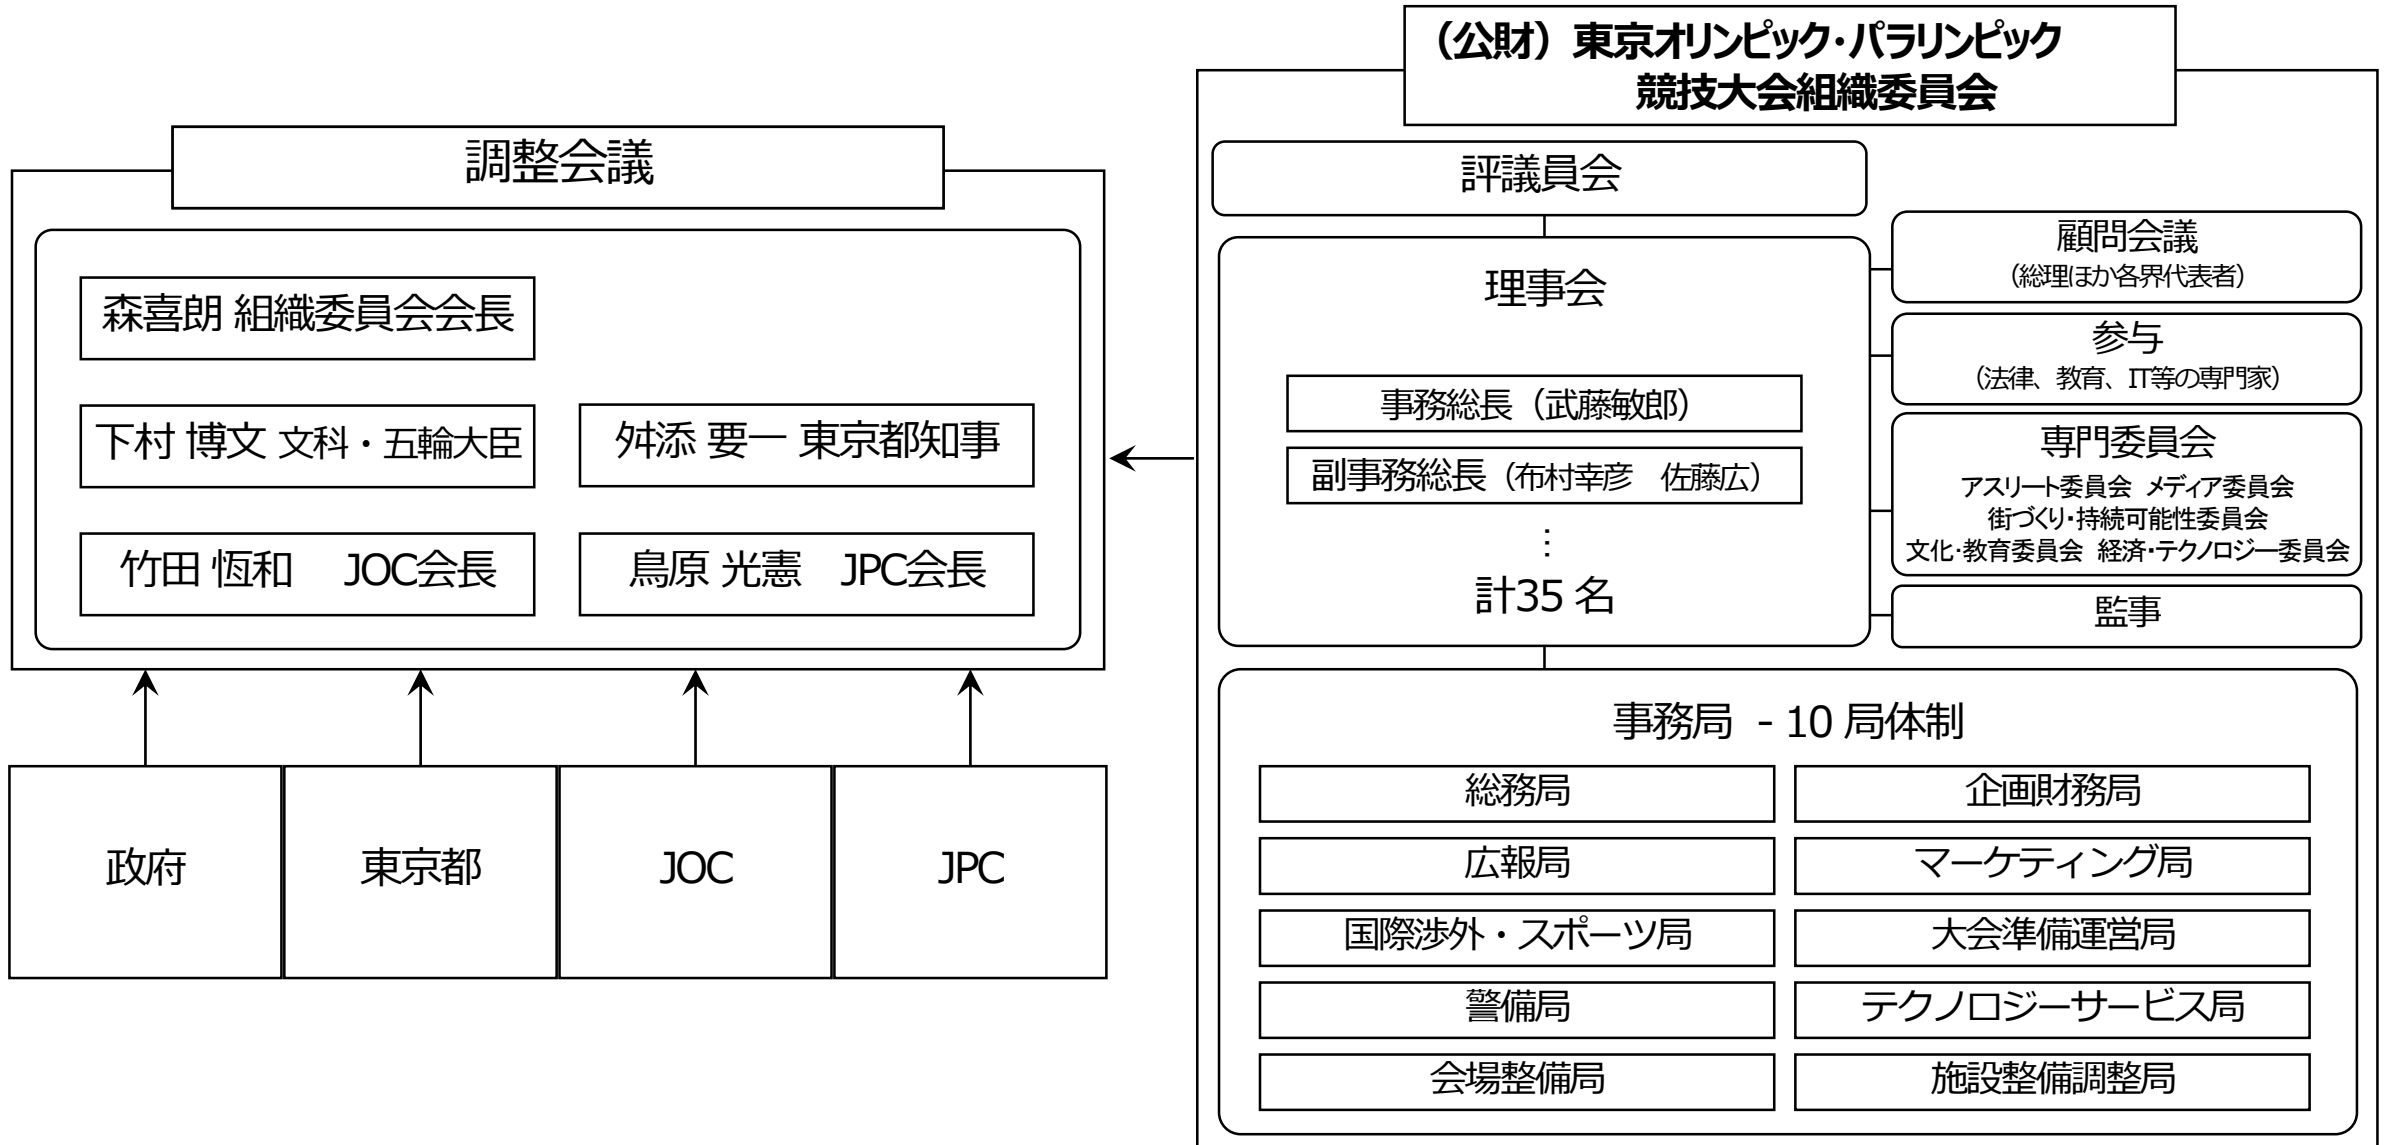 調整会議
森喜朗 組織委員会会長
下村 博文 文科・五輪大臣
舛添 要一 東京都知事
竹田 恆和　JOC会長
鳥原 光憲　JPC会長
政府
東京都
JOC
JPC
（公財）東京オリンピック・パラリンピック
競技大会組織委員会
評議員会
理事会
事務総長（武藤敏郎）
副事務総長（布村幸彦　佐藤広）
…
計35 名
顧問会議
（総理ほか各界代表者）
参与
（法律、教育、IT等の専門家）
専門委員会
アスリート委員会　メディア委員会
街づくり・持続可能性委員会
文化・教育委員会　経済・テクノロジー委員会
監事
事務局 - 10 局体制
総務局
企画財務局
広報局
マーケティング局
国際渉外・スポーツ局
大会準備運営局
警備局
テクノロジーサービス局
会場整備局
施設整備調整局